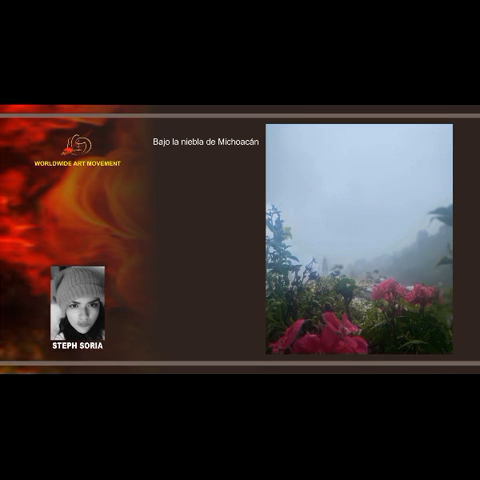 WORLDWIDE ART MOVEMENT
Bajo la niebla de Michoacán
STEPH SORIA